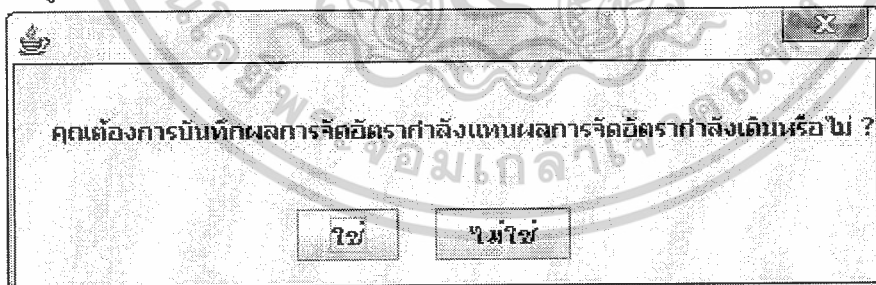 คุณต้องการบันทึกผลการจัดอัตรากำลังแทนผลการจัดอัตรากำลังเดิมหรือไม่ ?
ใช่ ไม่ใช่